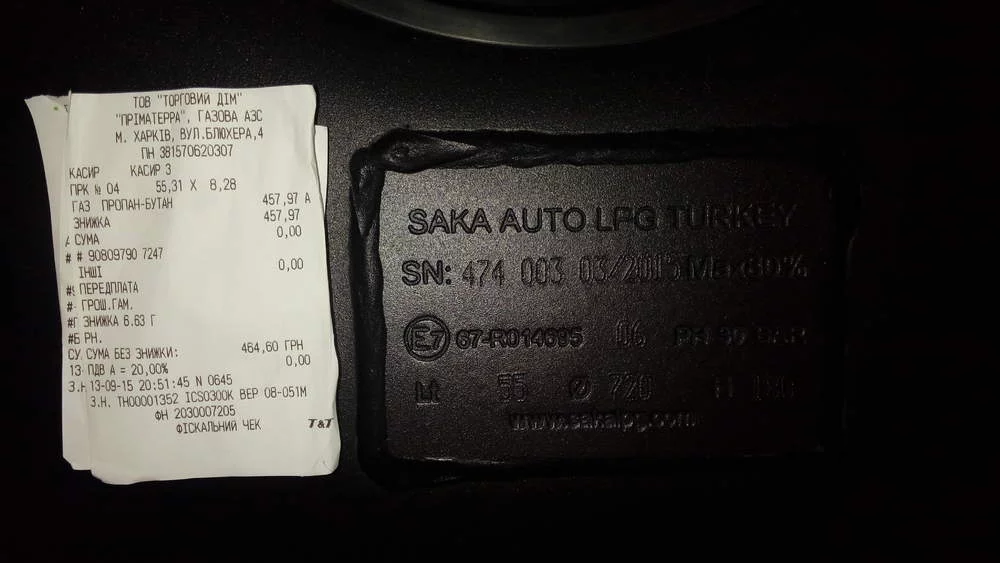 ТОВ "ТОРГОВИЙ ДІМ"
"ПРІМАТЕРРА", ГАЗОВА АЗС
М. ХАРКІВ, ВУЛ.БЛЮХЕРА,4
ПН 381570620307
КАСИР КАСИР 3
ПРК № 04 55,31 X 8,28
ГАЗ ПРОПАН-БУТАН 457,97 А
ЗНИЖКА 457,97
СУМА 0,00
# # 90809790 7247
ІНШІ 0,00
ПЕРЕДПЛАТА
ГРОШ.ГАМ.
ЗНИЖКА 6.63 Г
РН.
СУМА БЕЗ ЗНИЖКИ: 464,60 ГРН
ПДВ А = 20,00% 0,00
13-09-15 20:51:45 N 0645
З.Н. ТН00001352 ICS0300K ВЕР 08-051М
ФН 2030007205
ФІСКАЛЬНИЙ ЧЕК T&T
SAKA AUTO LPG TURKEY
SN: 474 003 03/2015 Max80%
E7 67-R014685 06
Lt 55 Ø 720 H
www.sakalpg.com